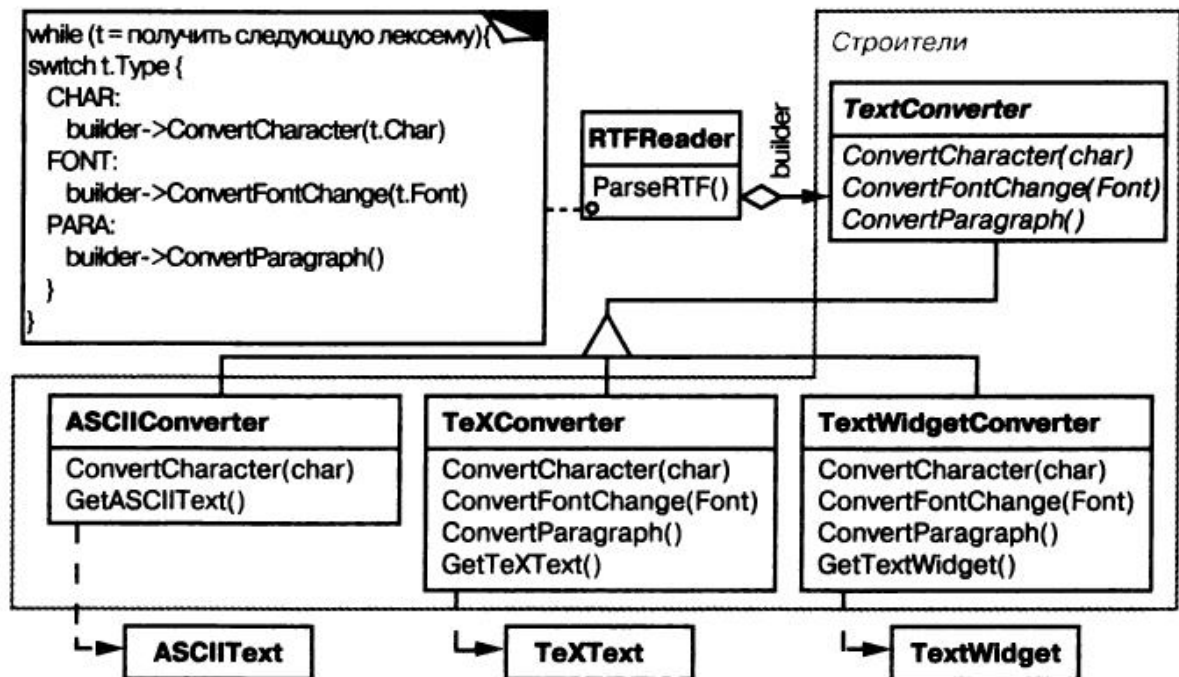 while (t = получить следующую лексему){
switch t.Type {
CHAR:
builder->ConvertCharacter(t.Char)
FONT:
builder->ConvertFontChange(t.Font)
PARA:
builder->ConvertParagraph()
}
}
RTFReader
ParseRTF()
builder
Строители
TextConverter
ConvertCharacter(char)
ConvertFontChange(Font)
ConvertParagraph()
ASCIIConverter
ConvertCharacter(char)
GetASCIIText()
TeXConverter
ConvertCharacter(char)
ConvertFontChange(Font)
ConvertParagraph()
GetTeXText()
TextWidgetConverter
ConvertCharacter(char)
ConvertFontChange(Font)
ConvertParagraph()
GetTextWidget()
ASCIIText
TeXText
TextWidget